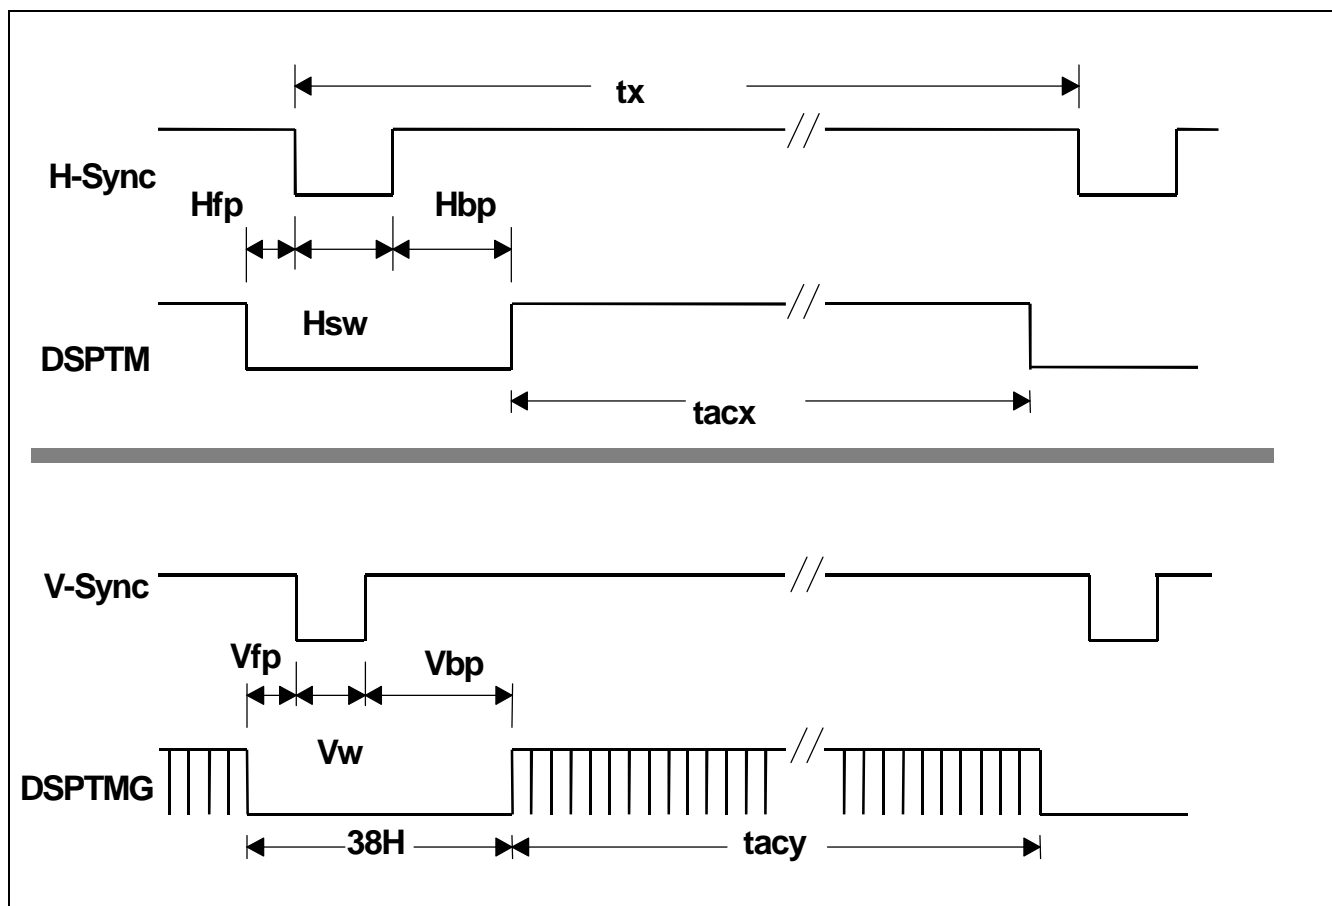 tx
H-Sync
Hfp
Hbp
Hsw
DSPTM
tacx
V-Sync
Vfp
Vbp
Vw
DSPTMG
38H
tacy